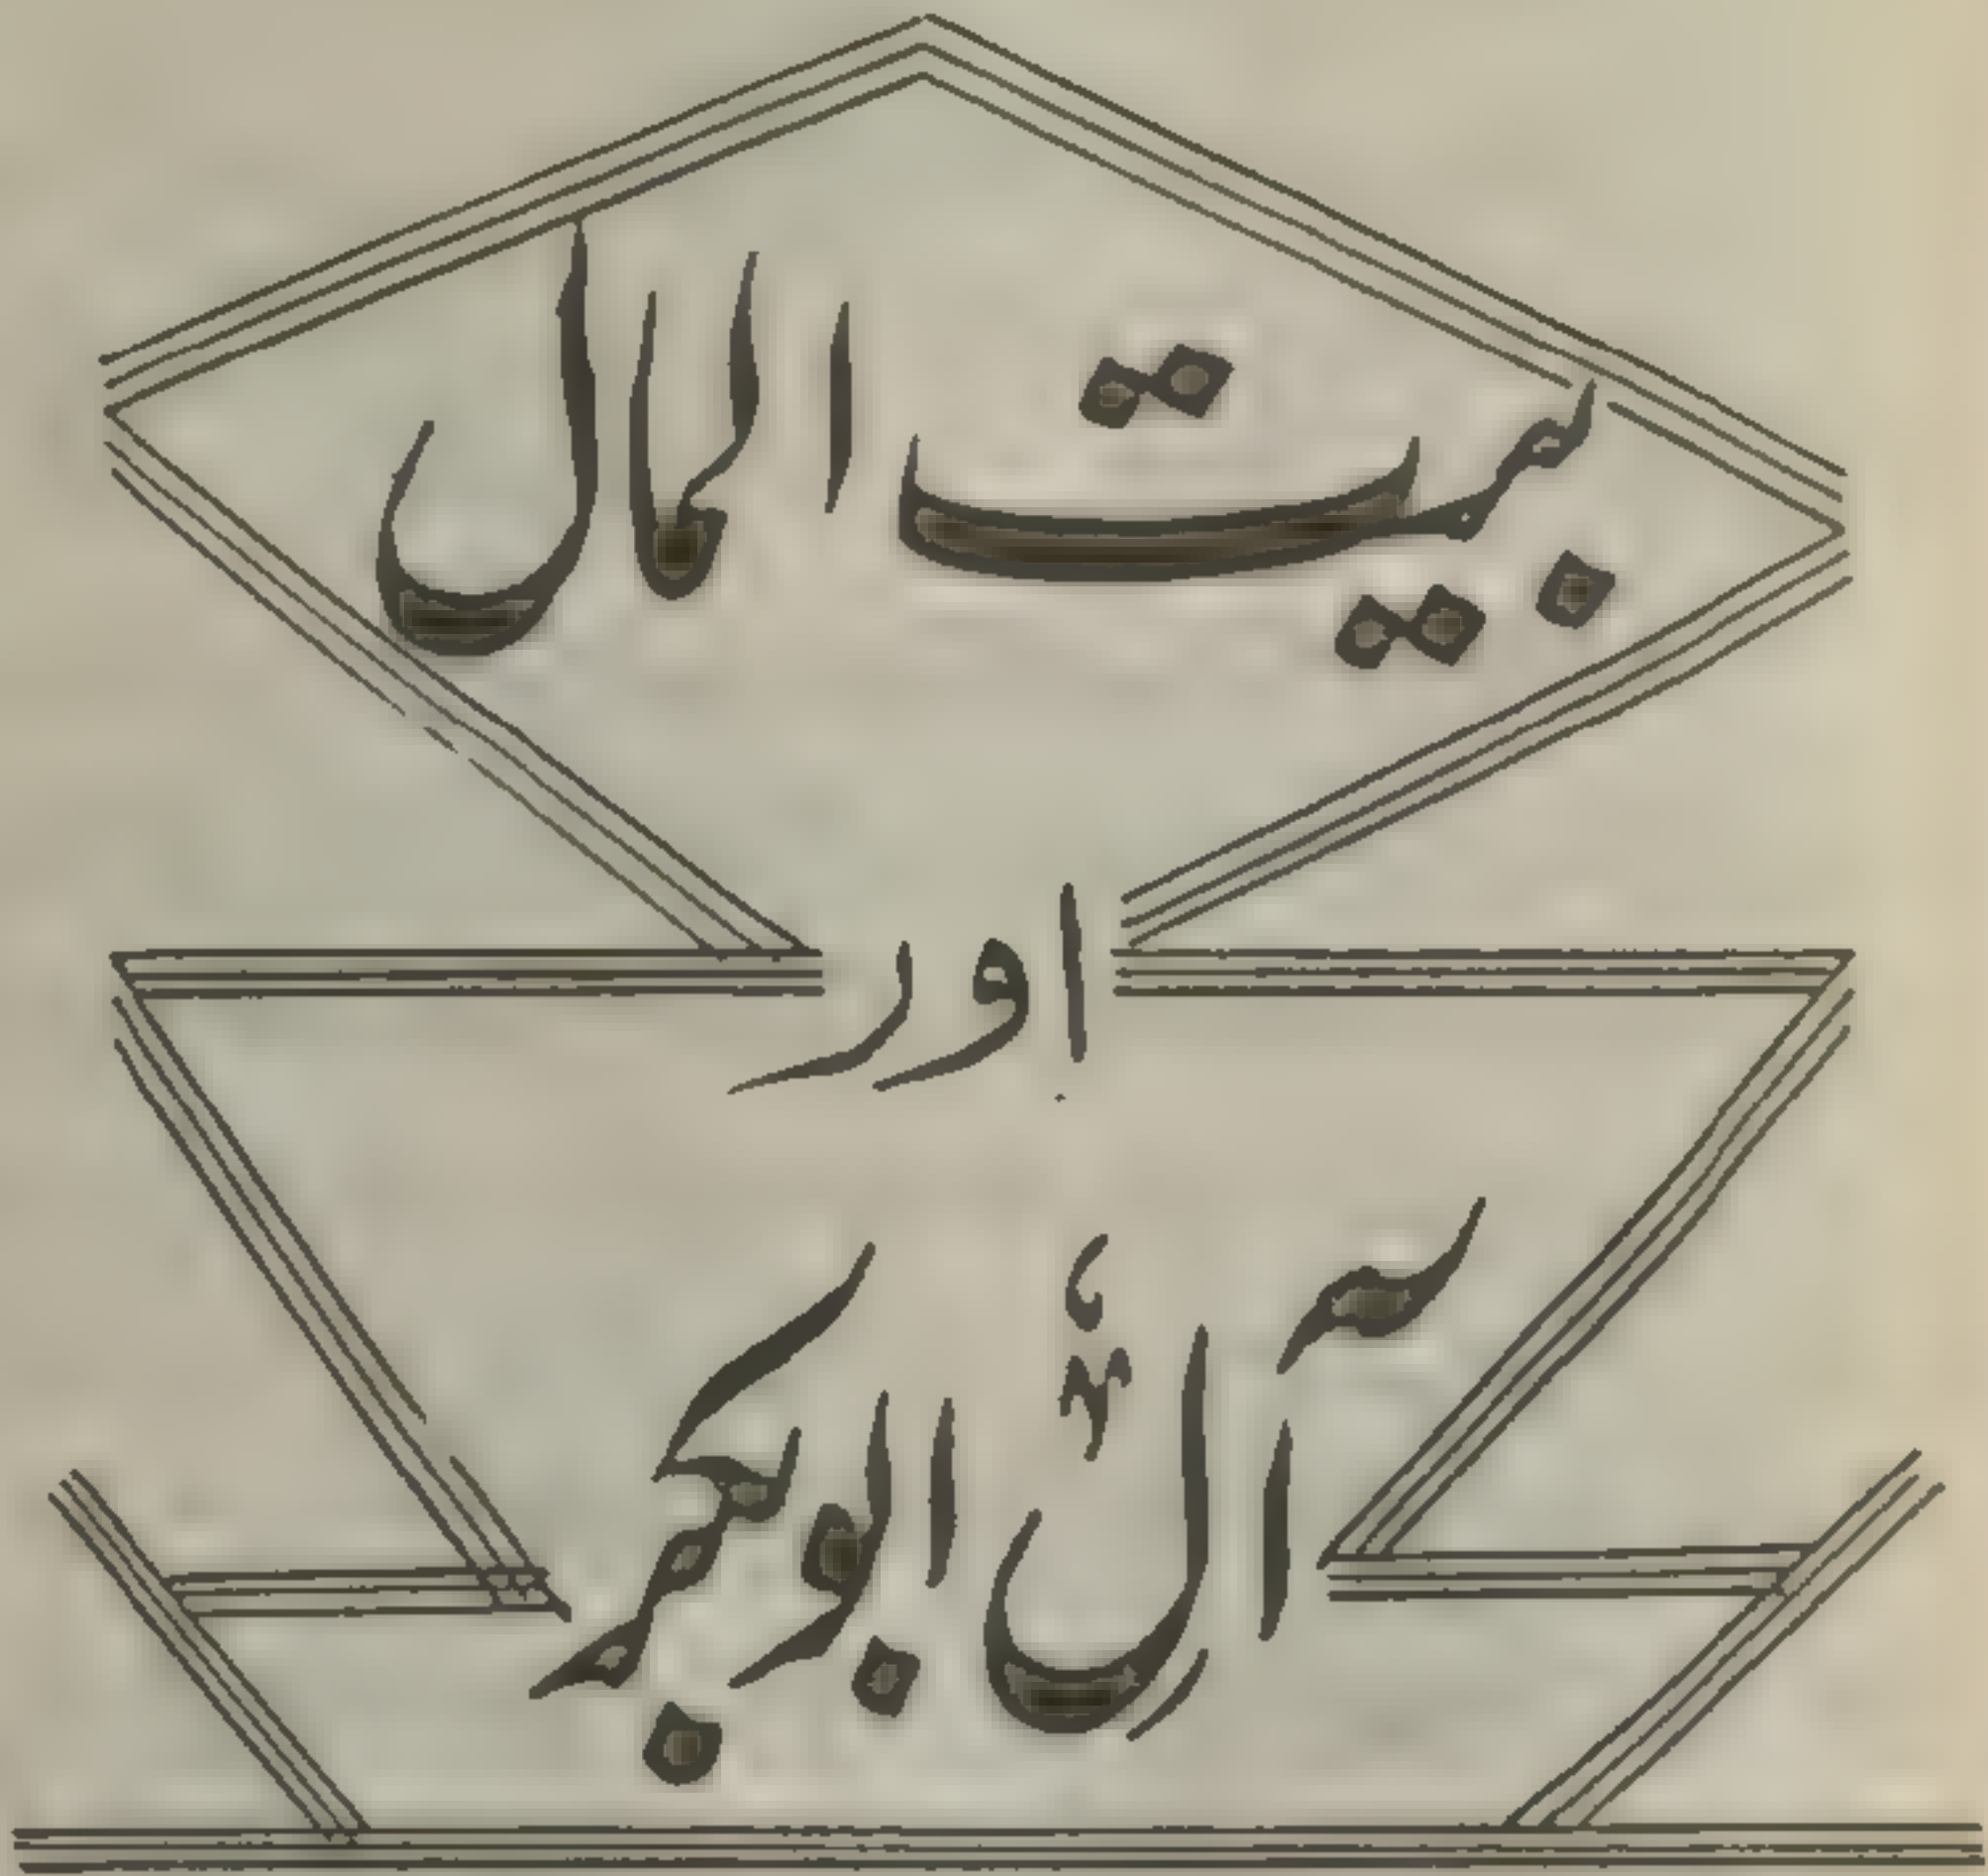 بیت المال
اور
آلِ ابوبکرؓ